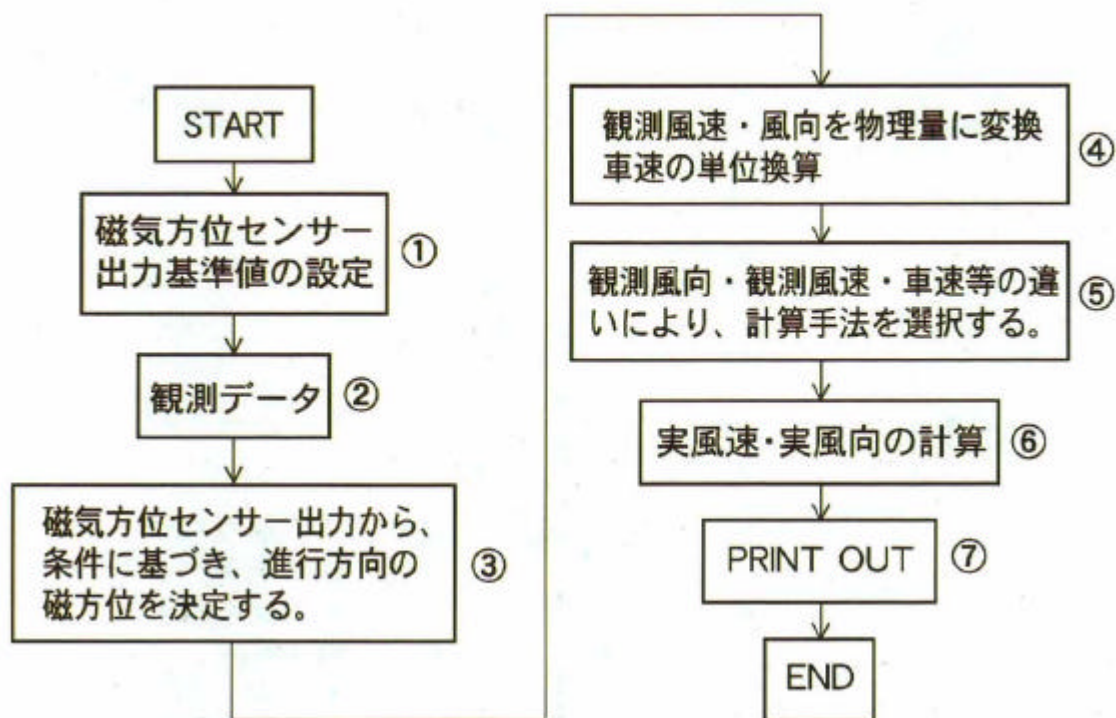 START
磁気方位センサー
出力基準値の設定
①
観測データ
②
磁気方位センサー出力から、
条件に基づき、進行方向の
磁方位を決定する。
③
観測風速・風向を物理量に変換
車速の単位換算
④
観測風向・観測風速・車速等の違
いにより、計算手法を選択する。
⑤
実風速・実風向の計算
⑥
PRINT OUT
⑦
END